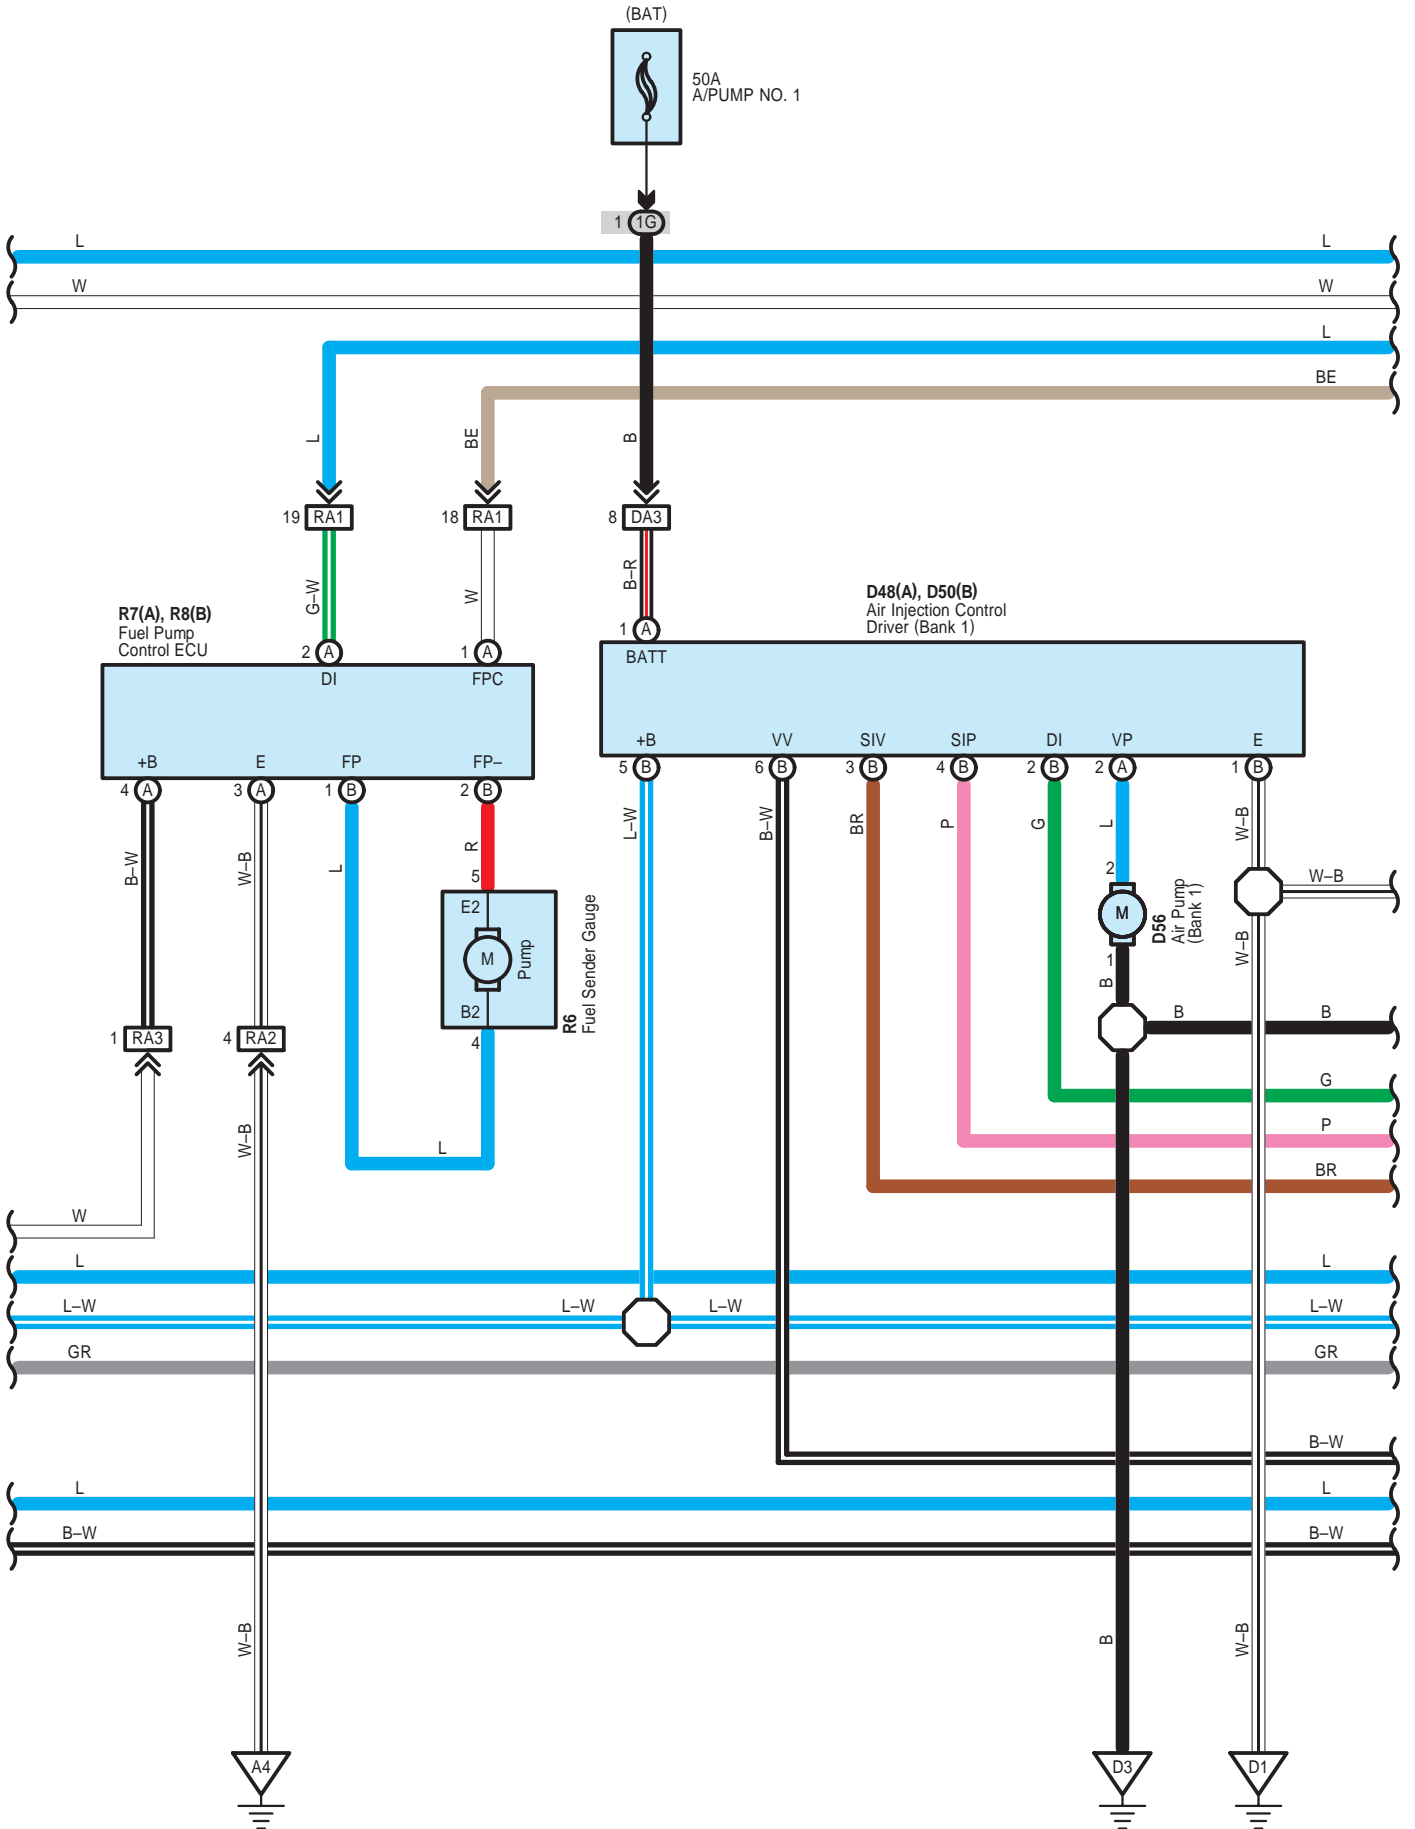 (BAT)
50A
A/PUMP NO. 1
1 1G
L L
W W
L
BE
L
BE
B
19 RA1
18 RA1
8 DA3
G–W
W
B–R
R7(A), R8(B)
Fuel Pump
Control ECU
D48(A), D50(B)
Air Injection Control
Driver (Bank 1)
2 A
1 A
1 A
DI
FPC
BATT
+B
E
FP
FP–
+B
VV
SIV
SIP
DI
VP
E
4 A
3 A
1 B
2 B
5 B
6 B
3 B
4 B
2 B
2 A
1 B
B–W
W–B
L
R
L–W
B–W
BR
P
G
L
W–B
5
E2
M
Pump
B2
4
R6
Fuel Sender Gauge
2
M
1
D56
Air Pump
(Bank 1)
W–B
W–B
B
B B
1 RA3
4 RA2
G
P
BR
W–B
L
W
L L
L–W L–W L–W L–W
GR GR
B–W
L L
B–W B–W
W–B
B
W–B
A4
D3
D1